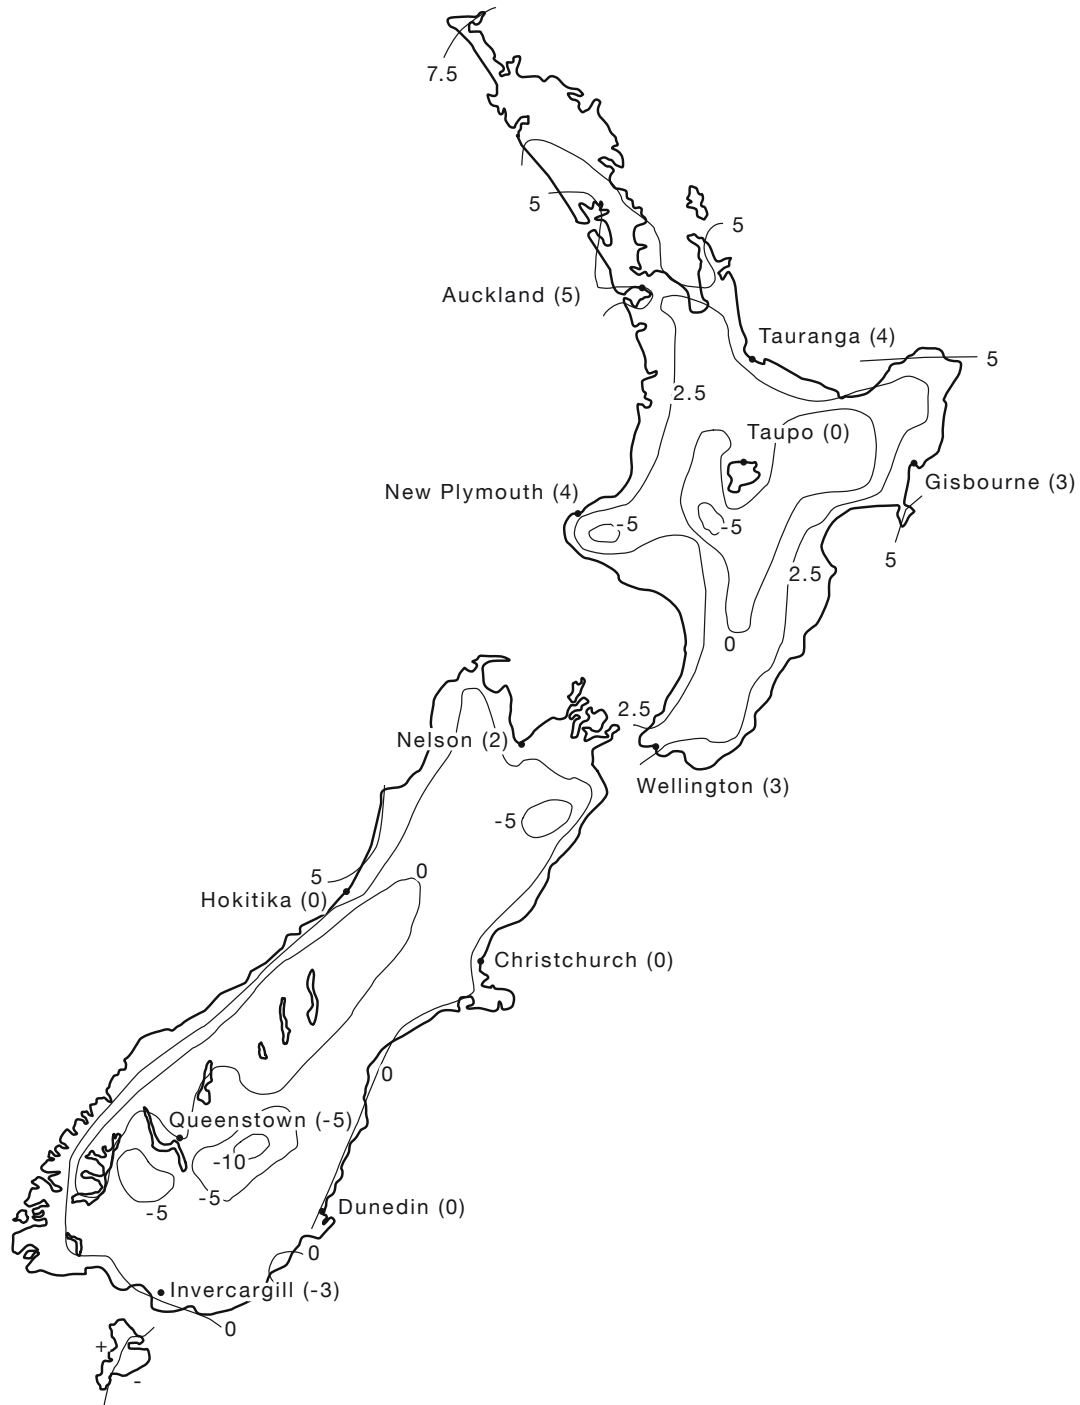 7.5
5
5
Auckland (5)
Tauranga (4)
5
2.5
Taupo (0)
Gisbourne (3)
New Plymouth (4)
-5
-5
5
2.5
0
2.5
Nelson (2)
Wellington (3)
-5
5
0
Hokitika (0)
Christchurch (0)
0
Queenstown (-5)
-10
-5
-5
Dunedin (0)
0
Invercargill (-3)
0
+
-